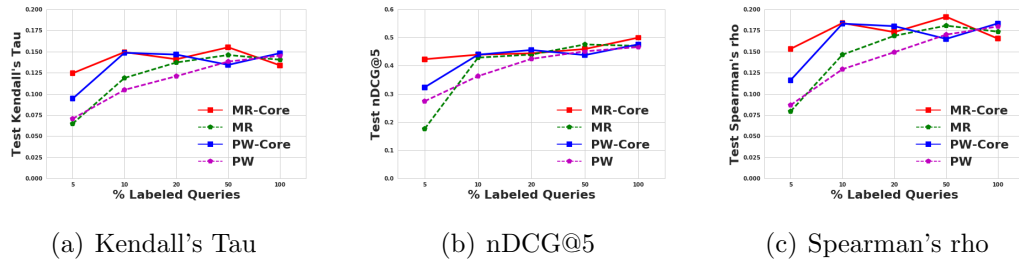 0.200
0.175
0.150
0.125
0.100
0.075
0.050
0.025
0.000
Test Kendall's Tau
MR-Core
MR
PW-Core
PW
5 10 20 50 100
% Labeled Queries
(a) Kendall's Tau
0.6
0.5
0.4
0.3
0.2
0.1
0.0
Test nDCG@5
MR-Core
MR
PW-Core
PW
5 10 20 50 100
% Labeled Queries
(b) nDCG@5
0.200
0.175
0.150
0.125
0.100
0.075
0.050
0.025
0.000
Test Spearman's rho
MR-Core
MR
PW-Core
PW
5 10 20 50 100
% Labeled Queries
(c) Spearman's rho